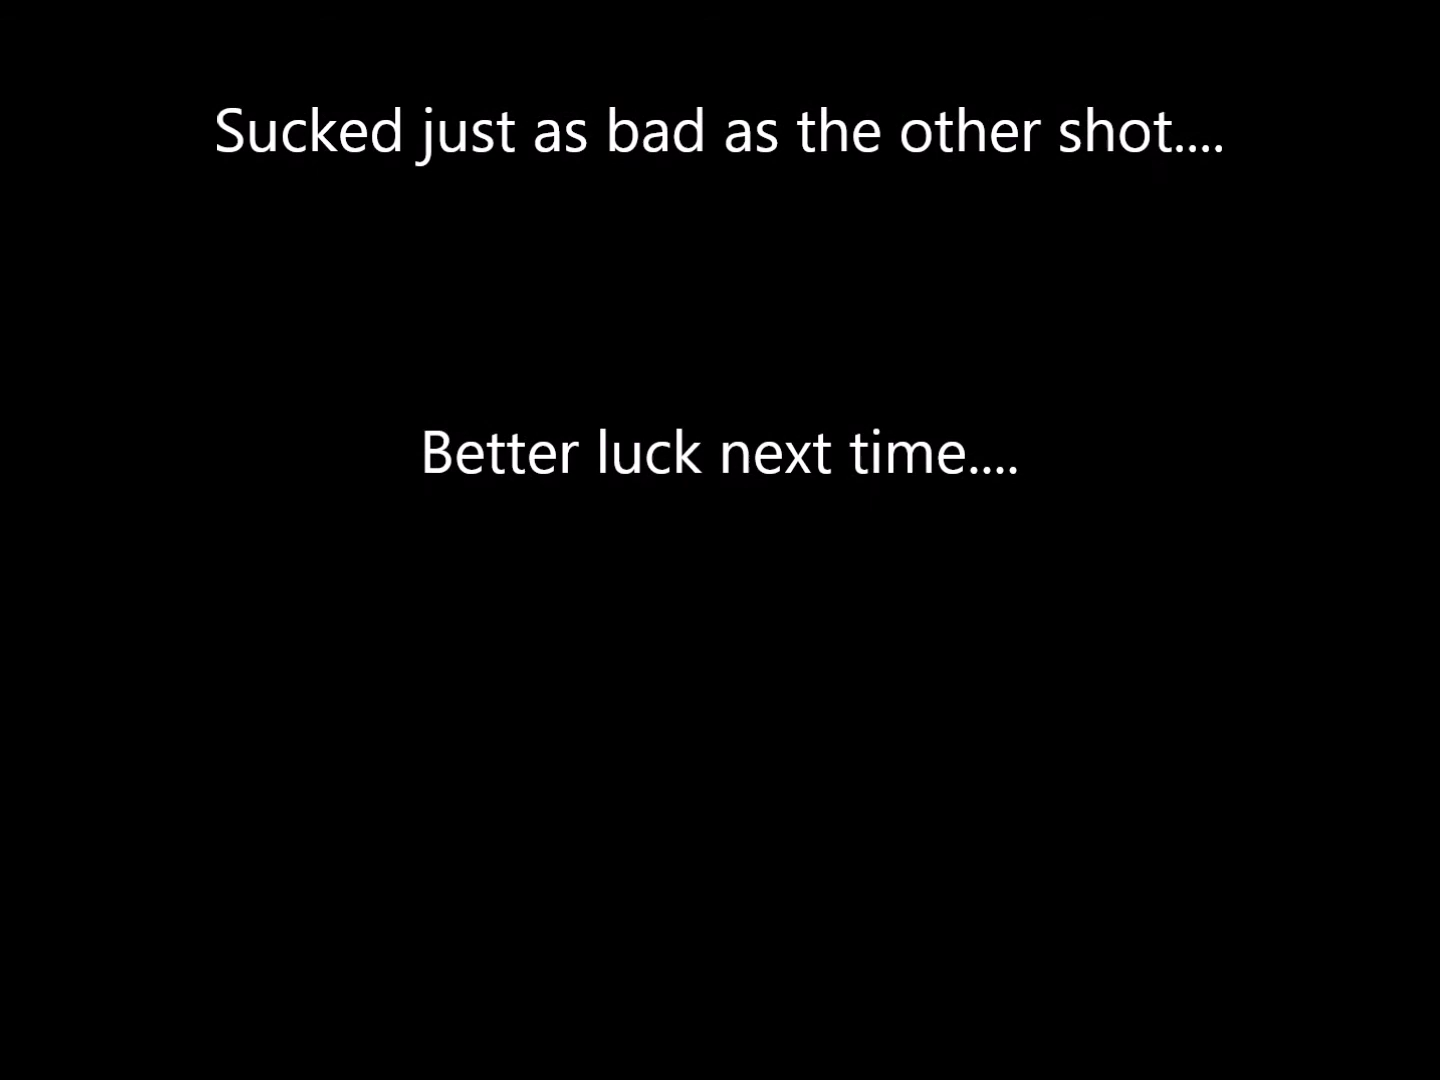 Sucked just as bad as the other shot....
Better luck next time....